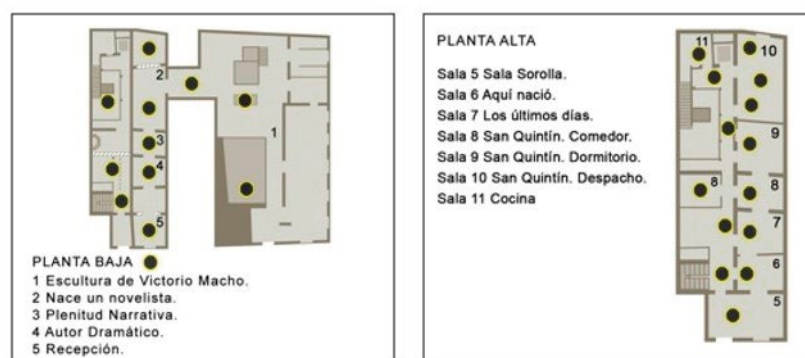 2
3
4
1
5
PLANTA BAJA
1 Escultura de Victorio Macho.
2 Nace un novelista.
3 Plenitud Narrativa.
4 Autor Dramático.
5 Recepción.
PLANTA ALTA
Sala 5 Sala Sorolla.
Sala 6 Aquí nació.
Sala 7 Los últimos días.
Sala 8 San Quintín. Comedor.
Sala 9 San Quintín. Dormitorio.
Sala 10 San Quintín. Despacho.
Sala 11 Cocina
11
10
9
8
8
7
6
5